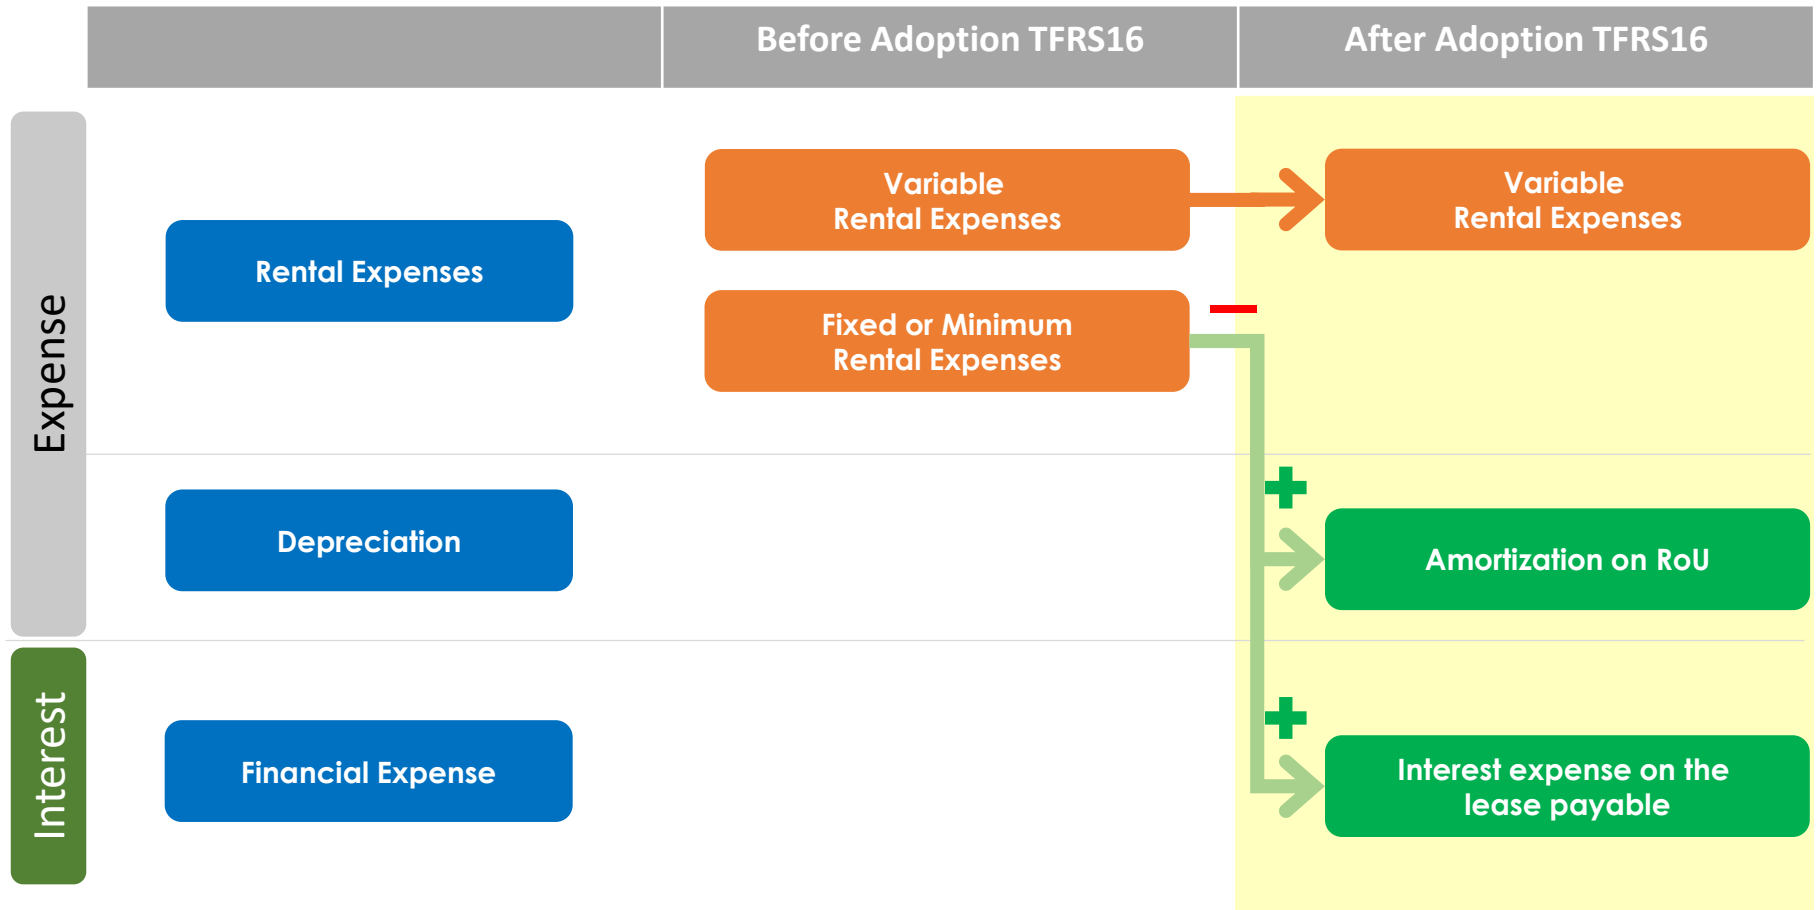 Before Adoption TFRS16
After Adoption TFRS16
Expense
Rental Expenses
Variable
Rental Expenses
Variable
Rental Expenses
Fixed or Minimum
Rental Expenses
Depreciation
Amortization on RoU
Interest
Financial Expense
Interest expense on the
lease payable